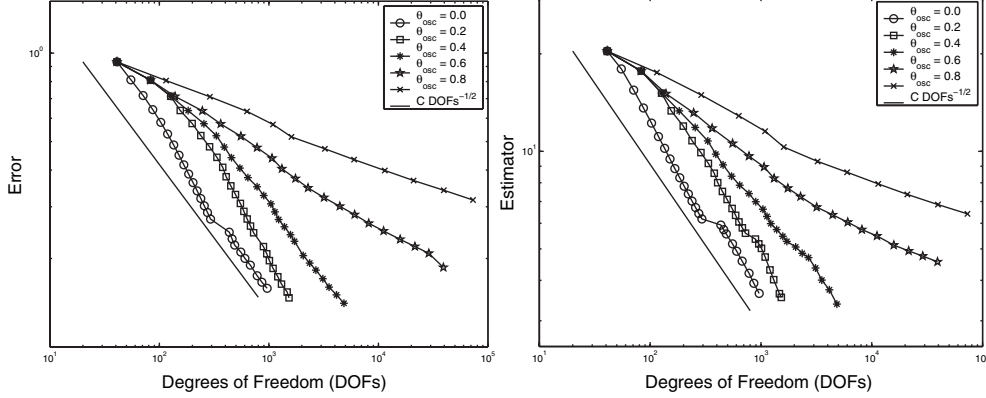 θosc = 0.0
θosc = 0.2
θosc = 0.4
θosc = 0.6
θosc = 0.8
C DOFs-1/2
100
Error
101
102
103
104
105
Degrees of Freedom (DOFs)
θosc = 0.0
θosc = 0.2
θosc = 0.4
θosc = 0.6
θosc = 0.8
C DOFs-1/2
101
Estimator
101
102
103
104
Degrees of Freedom (DOFs)